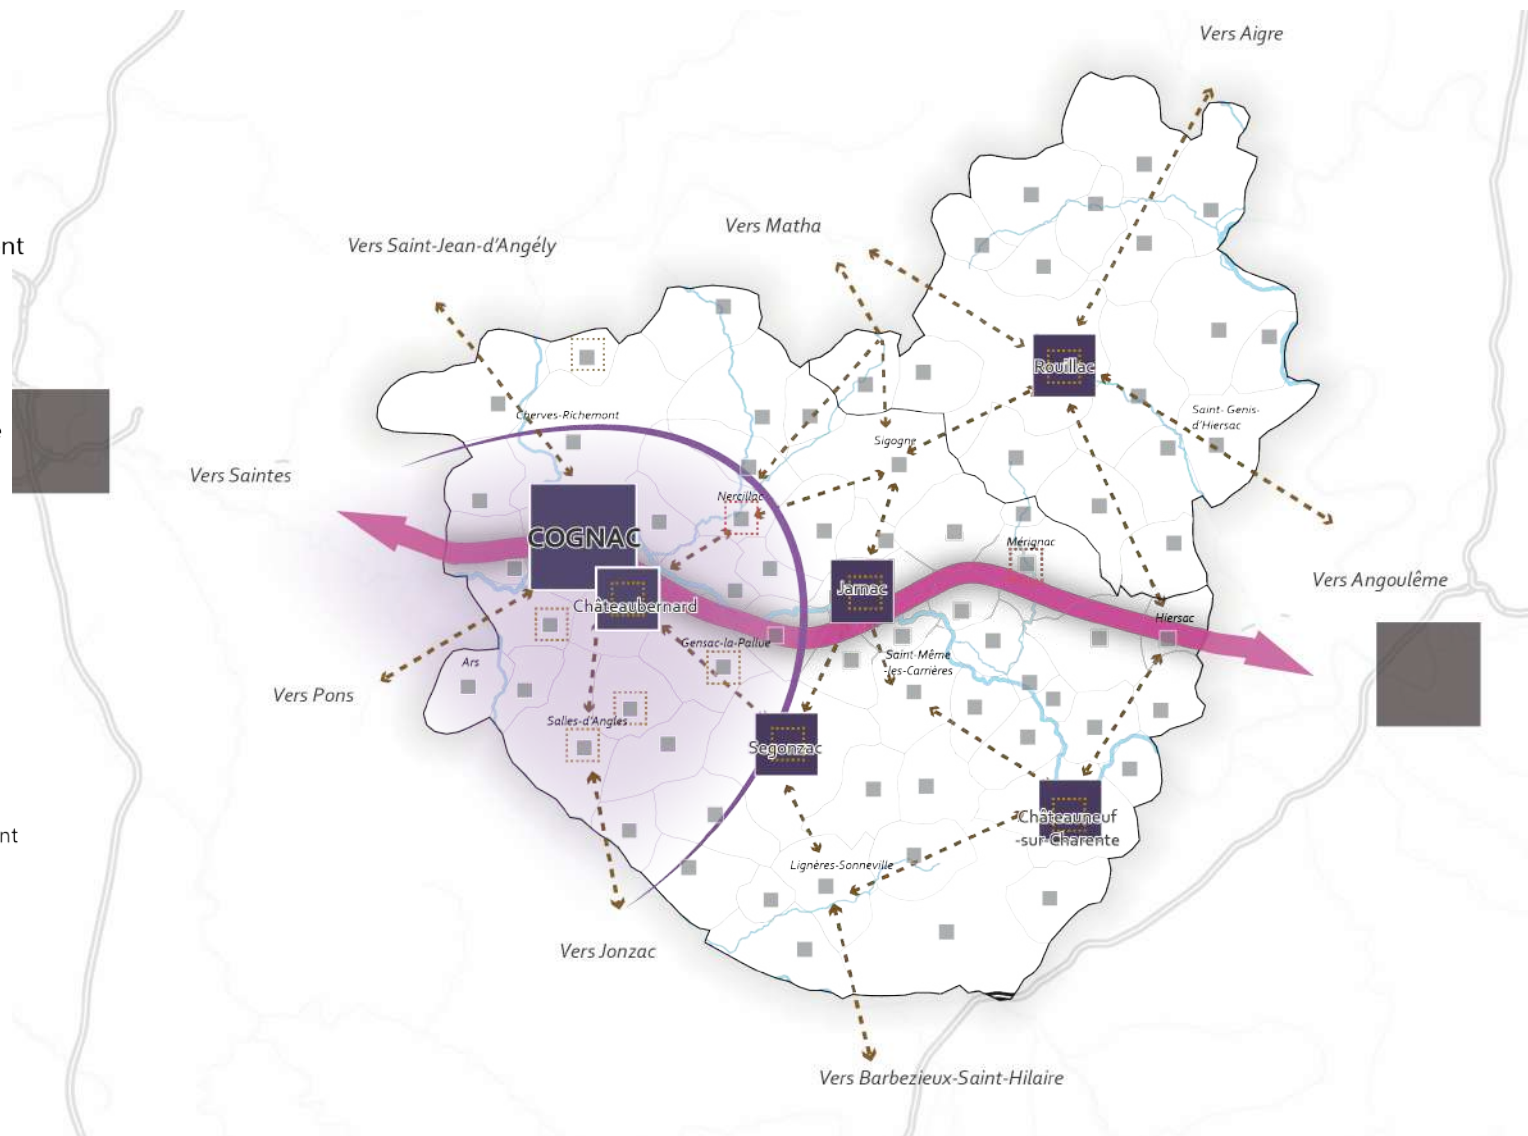 Vers Aigre
Vers Matha
nt
Vers Saint-Jean-d'Angély
Rouillac
Cherves-Richemont
Saint-Genis-
d'Hiersac
Sigogne
Vers Saintes
Nercillac
COGNAC
Mérignac
Vers Angoulême
Jarnac
Châteaubernard
Hiersac
Gensac-la-Pallue
Saint-Même
-les-Carrières
Ars
Vers Pons
Salles-d'Angles
Segonzac
Châteauneuf
-sur-Charente
nt
Lignères-Sonneville
Vers Jonzac
Vers Barbezieux-Saint-Hilaire